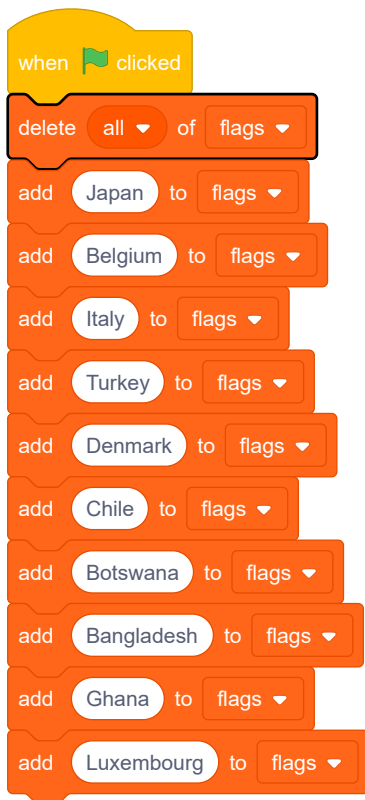 when clicked
delete all of flags
add Japan to flags
add Belgium to flags
add Italy to flags
add Turkey to flags
add Denmark to flags
add Chile to flags
add Botswana to flags
add Bangladesh to flags
add Ghana to flags
add Luxembourg to flags